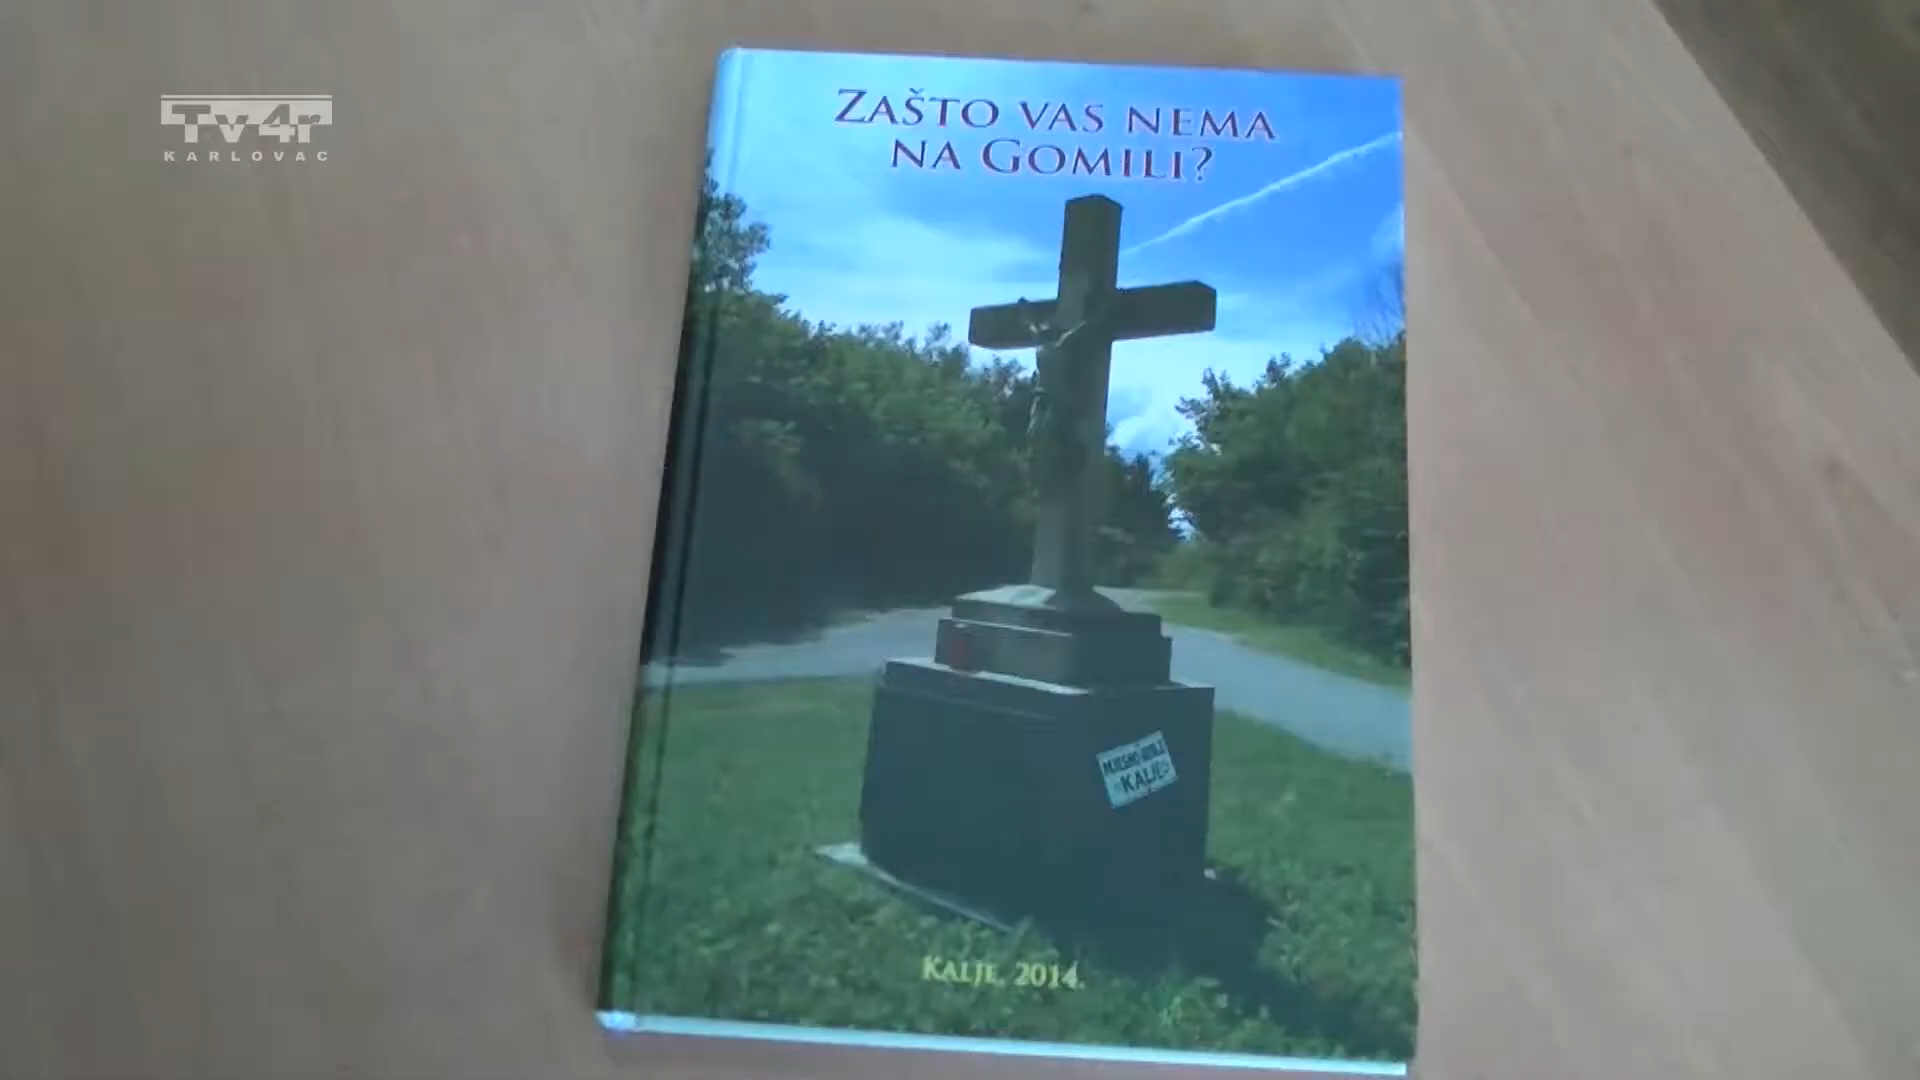 Tv4r
KARLOVAC
ZAŠTO VAS NEMA
NA GOMILI?
KALJE
KALJE, 2014.